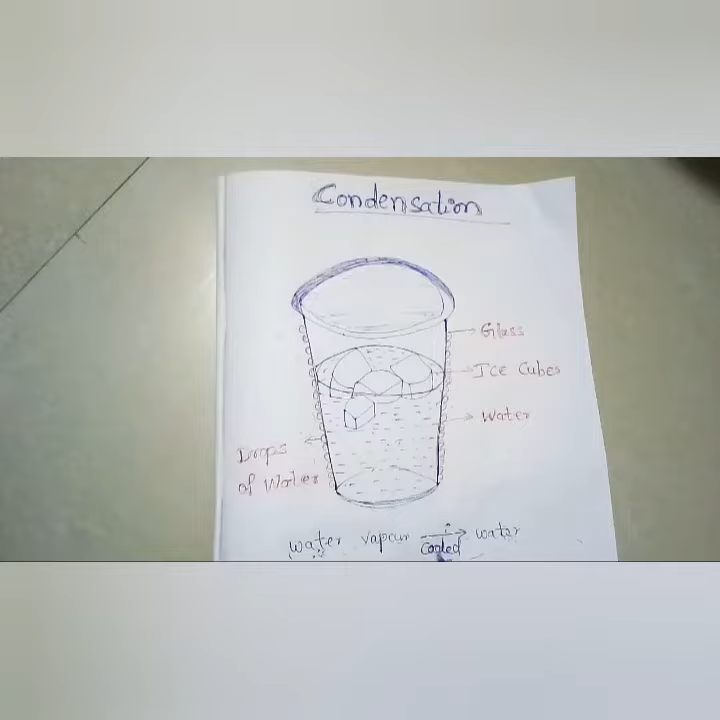 Condensation
Glass
Ice Cubes
Water
Drops
of Water
water vapour → water
cooled